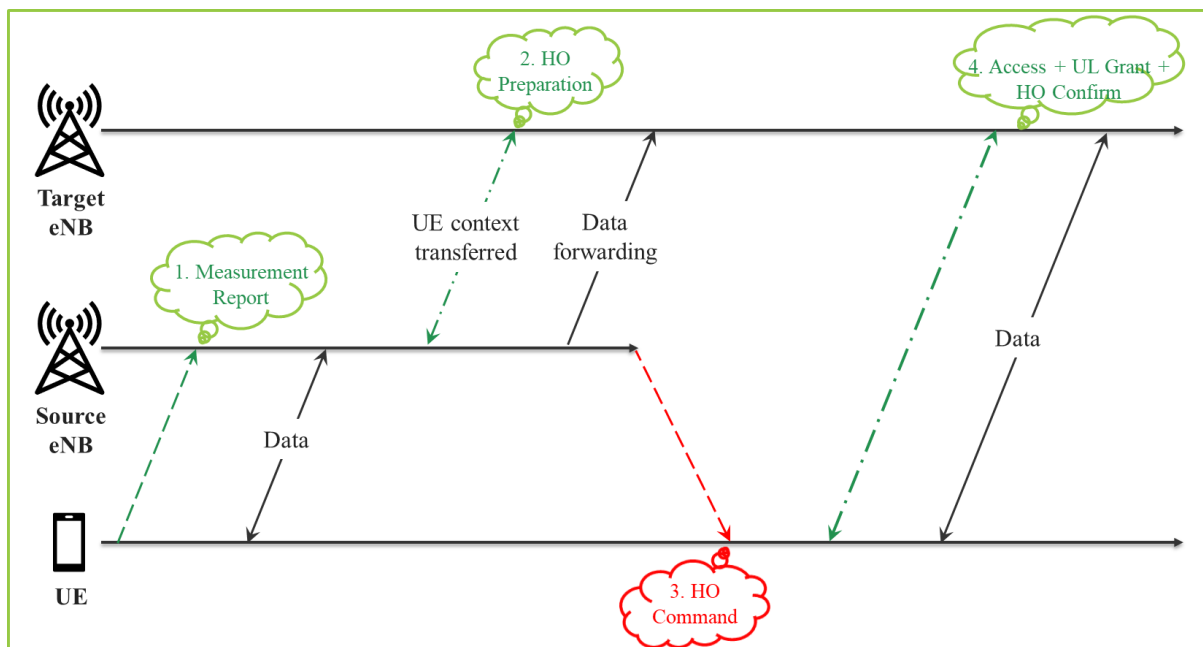 2. HO
Preparation
4. Access + UL Grant +
HO Confirm
Target
eNB
UE context
transferred
Data
forwarding
1. Measurement
Report
Source
eNB
Data
Data
UE
3. HO
Command